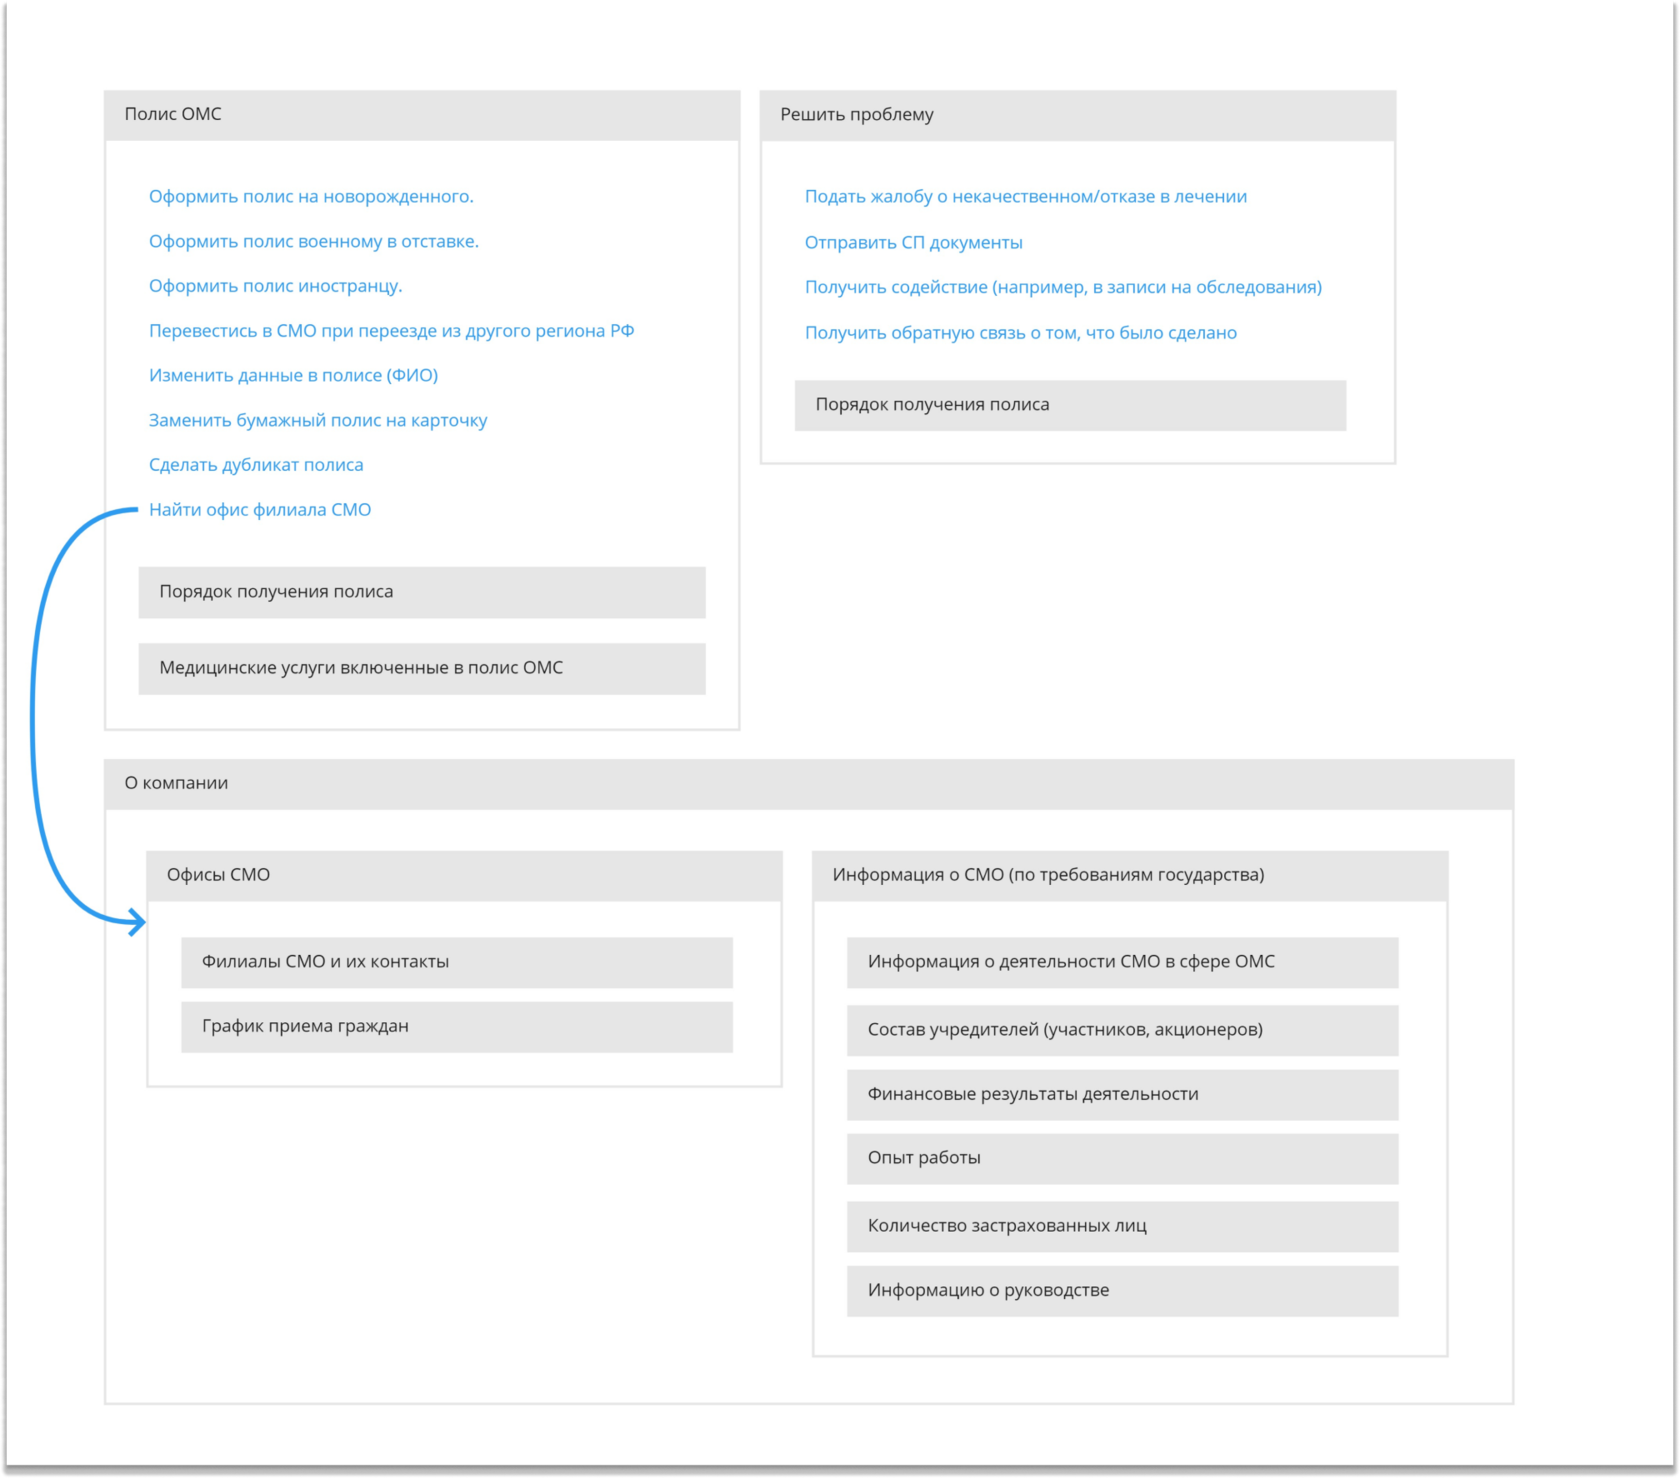 Полис ОМС
Оформить полис на новорожденного.
Оформить полис военному в отставке.
Оформить полис иностранцу.
Перевестись в СМО при переезде из другого региона РФ
Изменить данные в полисе (ФИО)
Заменить бумажный полис на карточку
Сделать дубликат полиса
Найти офис филиала СМО
Порядок получения полиса
Медицинские услуги включенные в полис ОМС
Решить проблему
Подать жалобу о некачественном/отказе в лечении
Отправить СП документы
Получить содействие (например, в записи на обследования)
Получить обратную связь о том, что было сделано
Порядок получения полиса
О компании
Офисы СМО
Филиалы СМО и их контакты
График приема граждан
Информация о СМО (по требованиям государства)
Информация о деятельности СМО в сфере ОМС
Состав учредителей (участников, акционеров)
Финансовые результаты деятельности
Опыт работы
Количество застрахованных лиц
Информацию о руководстве